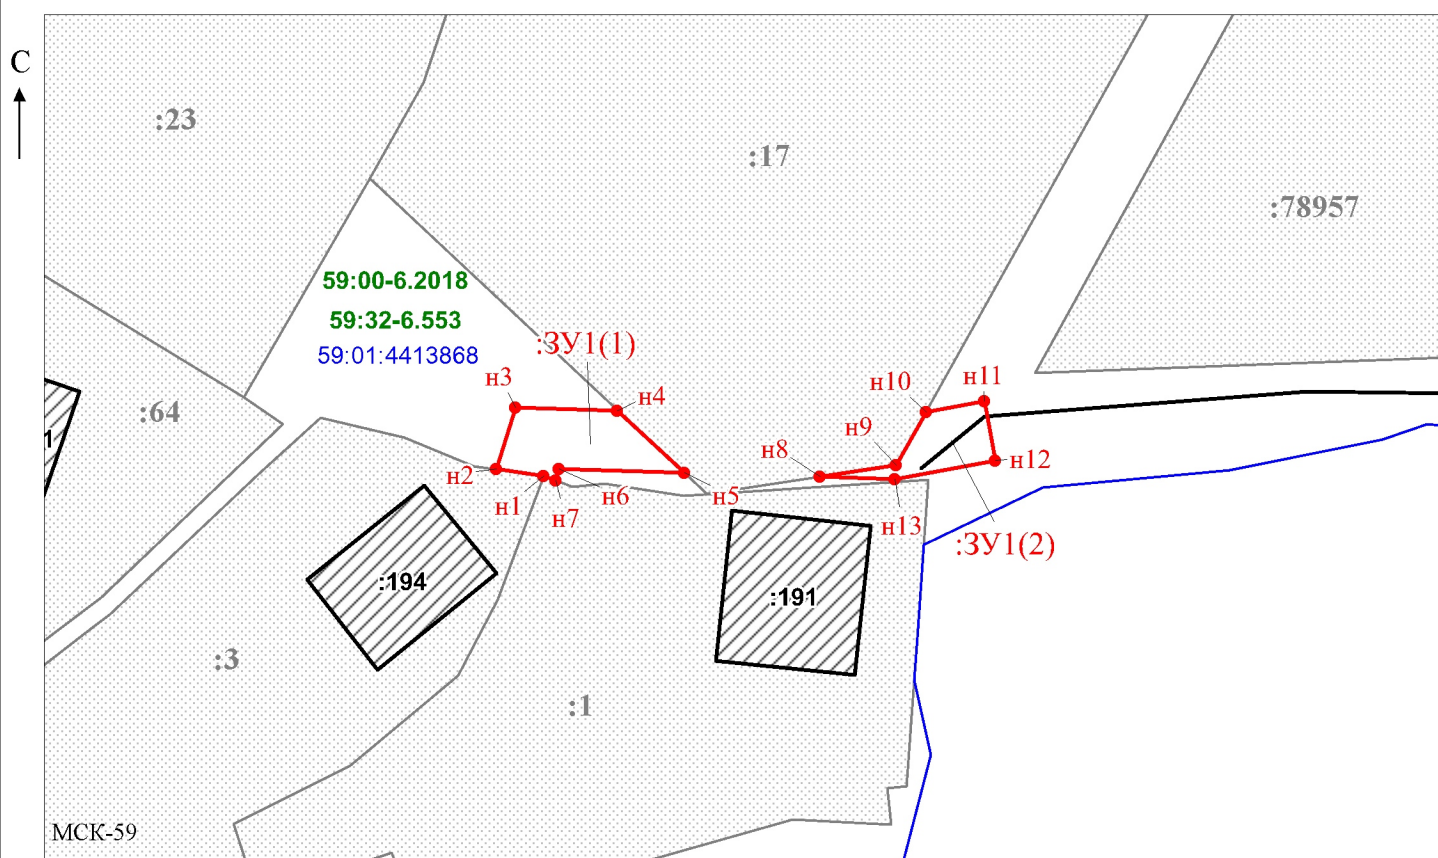 С
:23
:17
:78957
59:00-6.2018
59:32-6.553
59:01:4413868
:ЗУ1(1)
н3
н4
н10
н11
:64
1
н9
н8
н12
н2
н1
н6
н5
н7
н13
:ЗУ1(2)
:194
:191
:3
:1
МСК-59